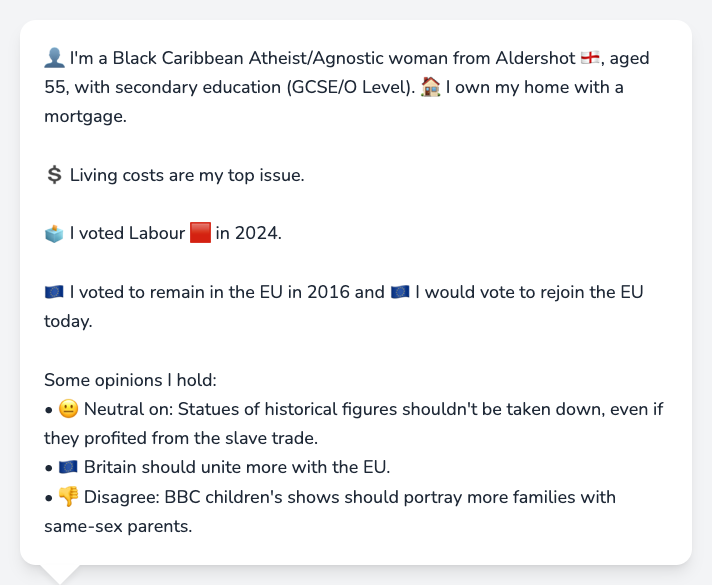 👤 I'm a Black Caribbean Atheist/Agnostic woman from Aldershot 🏴󠁧󠁢󠁥󠁮󠁧󠁿, aged
55, with secondary education (GCSE/O Level). 🏠 I own my home with a
mortgage.
💲 Living costs are my top issue.
🗳️ I voted Labour 🟥 in 2024.
🇪🇺 I voted to remain in the EU in 2016 and 🇪🇺 I would vote to rejoin the EU
today.
Some opinions I hold:
• 😐 Neutral on: Statues of historical figures shouldn't be taken down, even if
they profited from the slave trade.
• 🇪🇺 Britain should unite more with the EU.
• 👎 Disagree: BBC children's shows should portray more families with
same-sex parents.